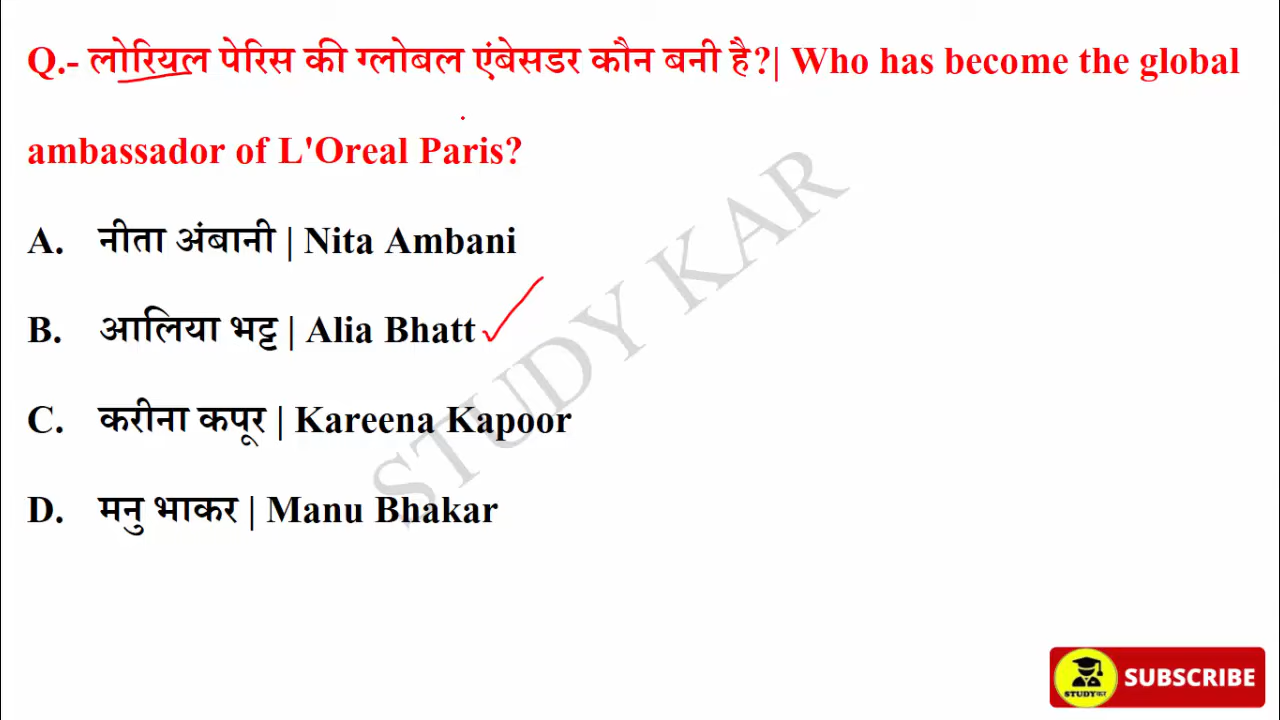 Q.- लोरियल पेरिस की ग्लोबल एंबेसडर कौन बनी है?| Who has become the global
ambassador of L'Oreal Paris?
A. नीता अंबानी | Nita Ambani
B. आलिया भट्ट | Alia Bhatt
C. करीना कपूर | Kareena Kapoor
D. मनु भाकर | Manu Bhakar
STUDY KAR
STUDYकर
SUBSCRIBE